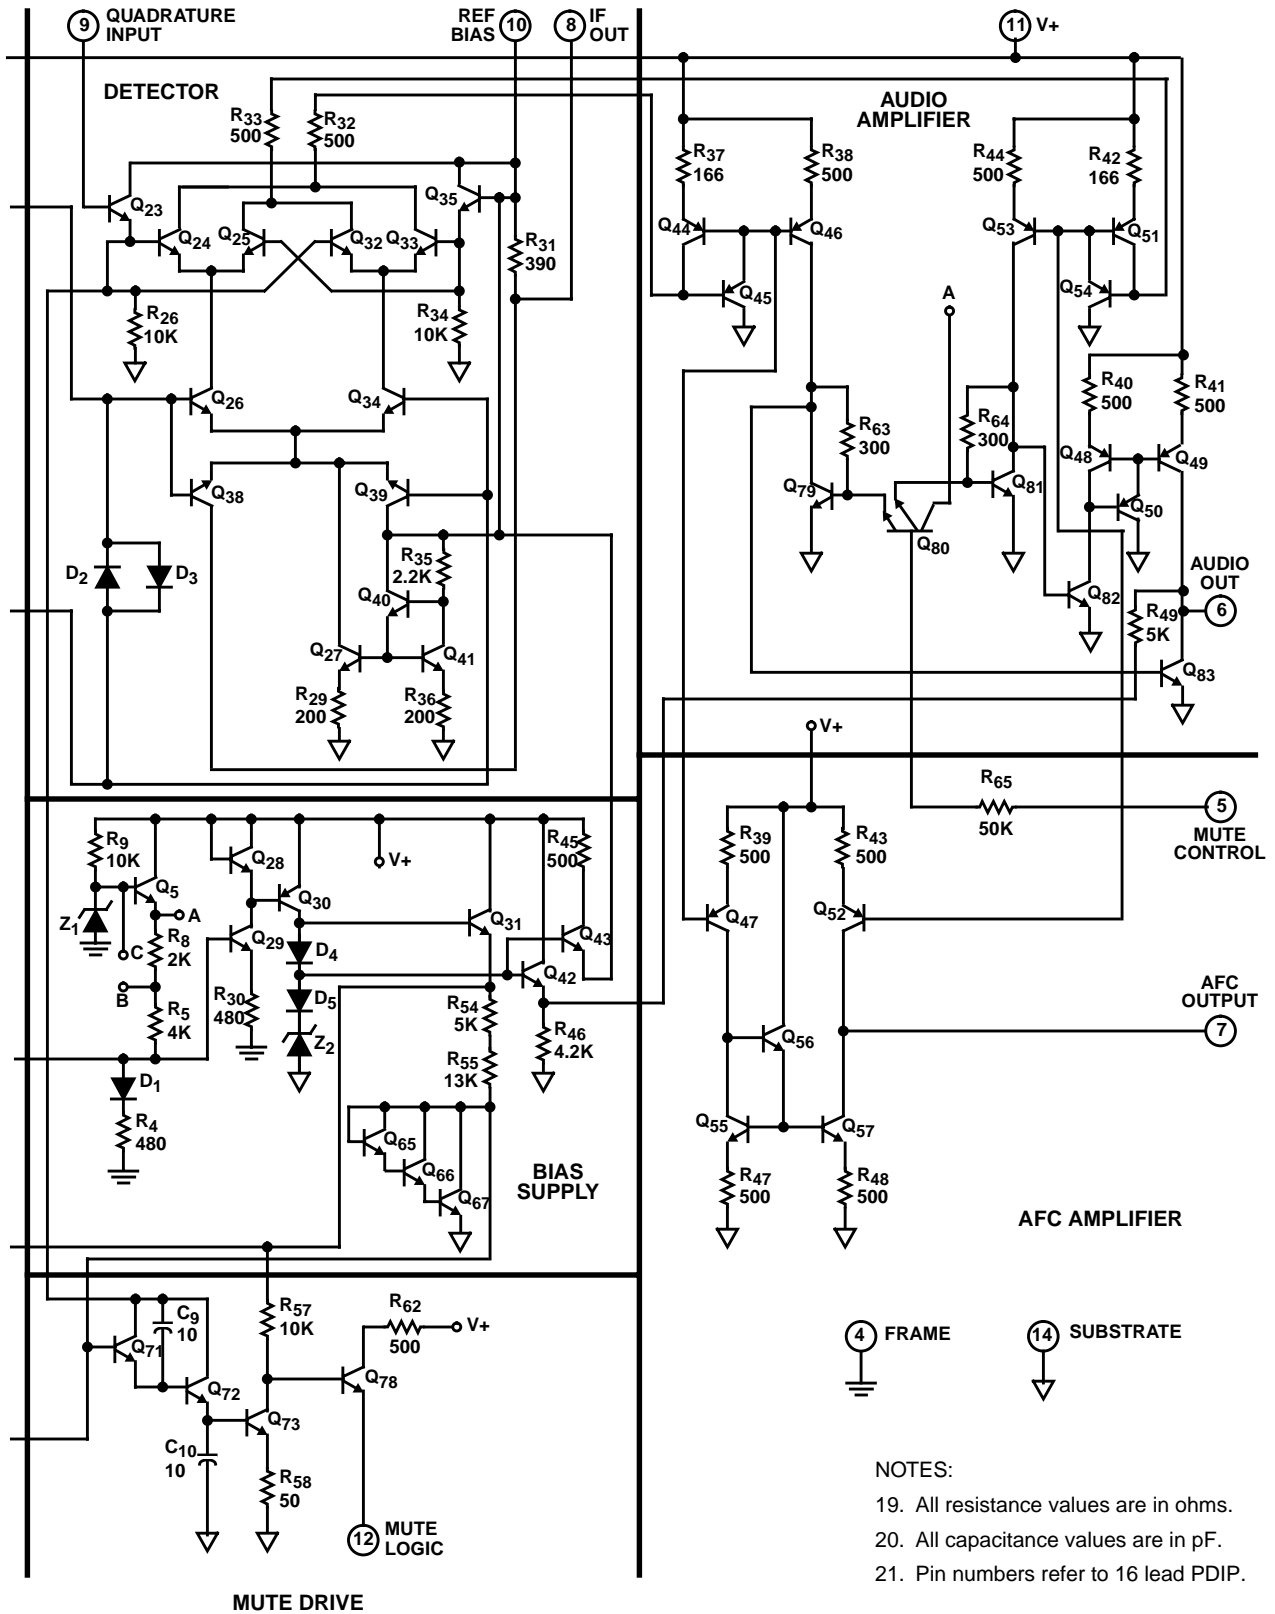 9 QUADRATURE INPUT
REF BIAS 10
8 IF OUT
11 V+
DETECTOR
AUDIO AMPLIFIER
R33 500
R32 500
R37 166
R38 500
R44 500
R42 166
Q35
Q23
Q24
Q25
Q32
Q33
R31 390
Q44
Q46
Q53
Q51
Q45
A
Q54
R26 10K
R34 10K
R40 500
R41 500
Q26
Q34
R63 300
R64 300
Q48
Q49
Q38
Q39
Q79
Q81
Q50
Q80
R35 2.2K
D2
D3
Q40
Q82
R49 5K
AUDIO OUT
6
Q27
Q41
Q83
R29 200
R36 200
V+
R65 50K
5
MUTE CONTROL
R9 10K
Q28
V+
R45 500
R39 500
R43 500
Q5
Q30
Z1
A
R8 2K
C
Q29
D4
Q31
Q43
Q47
Q52
B
R5 4K
R30 480
D5
Z2
R54 5K
Q42
R46 4.2K
AFC OUTPUT
7
Q56
D1
R55 13K
R4 480
Q65
Q66
Q67
BIAS SUPPLY
Q55
Q57
R47 500
R48 500
AFC AMPLIFIER
C9 10
Q71
R57 10K
R62 500
V+
4 FRAME
14 SUBSTRATE
Q72
Q78
Q73
C10 10
R58 50
12 MUTE LOGIC
MUTE DRIVE
NOTES:
19. All resistance values are in ohms.
20. All capacitance values are in pF.
21. Pin numbers refer to 16 lead PDIP.